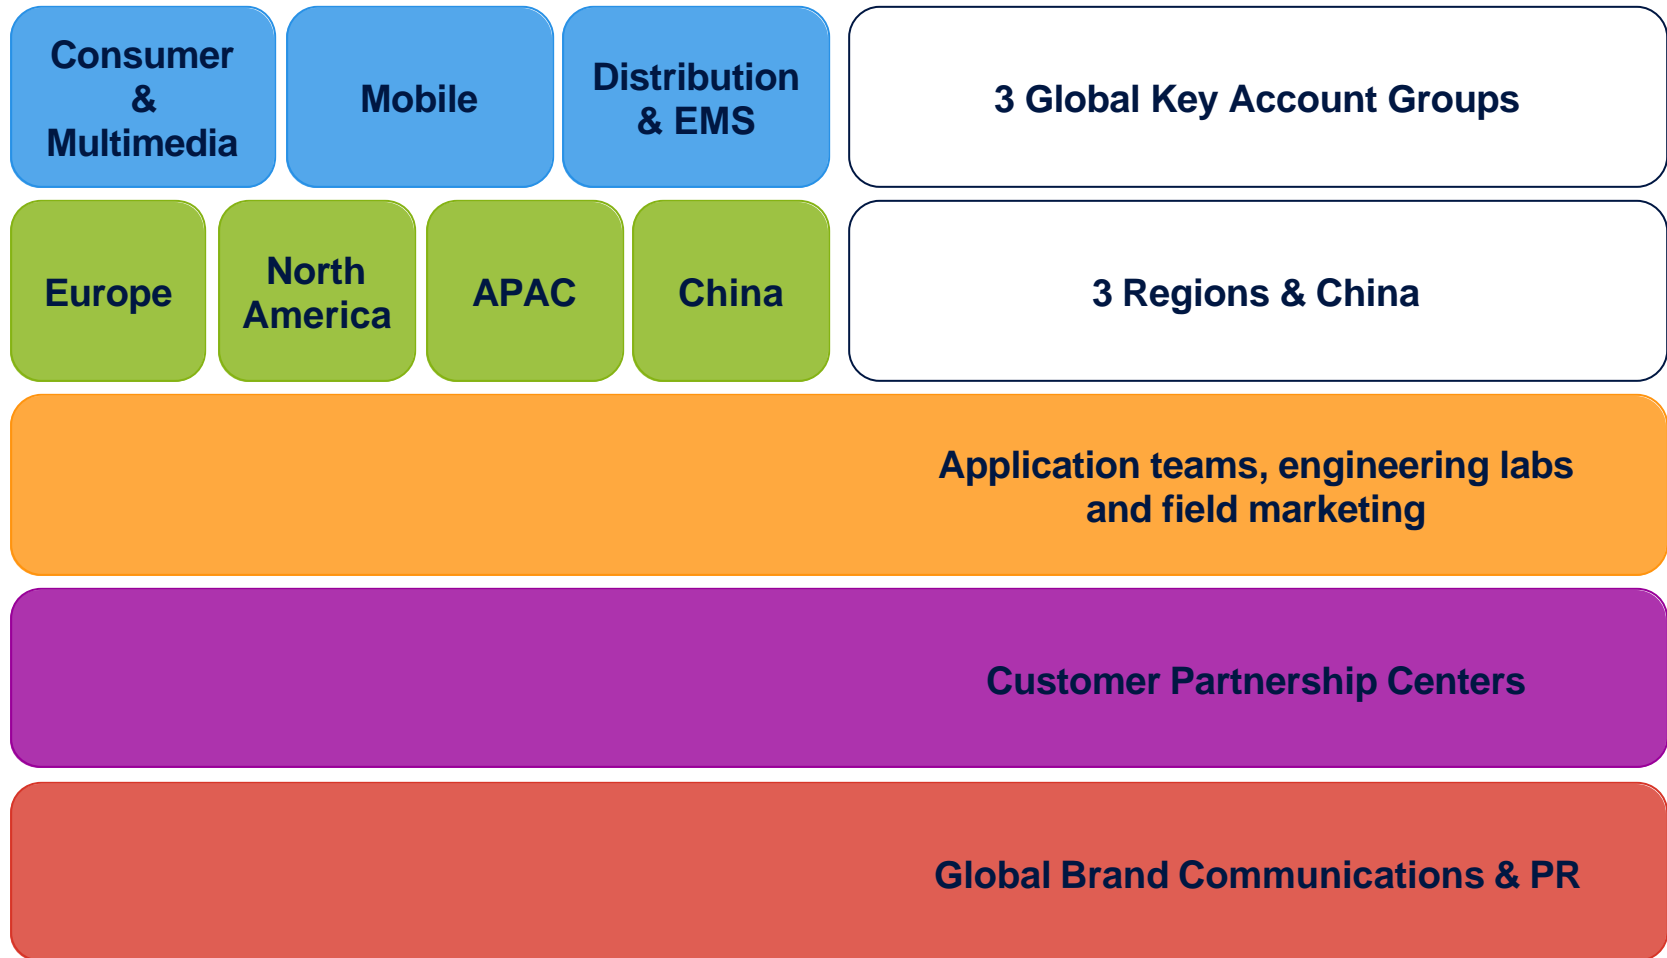 Consumer
&
Multimedia
Mobile
Distribution
& EMS
3 Global Key Account Groups
Europe
North
America
APAC
China
3 Regions & China
Application teams, engineering labs
and field marketing
Customer Partnership Centers
Global Brand Communications & PR